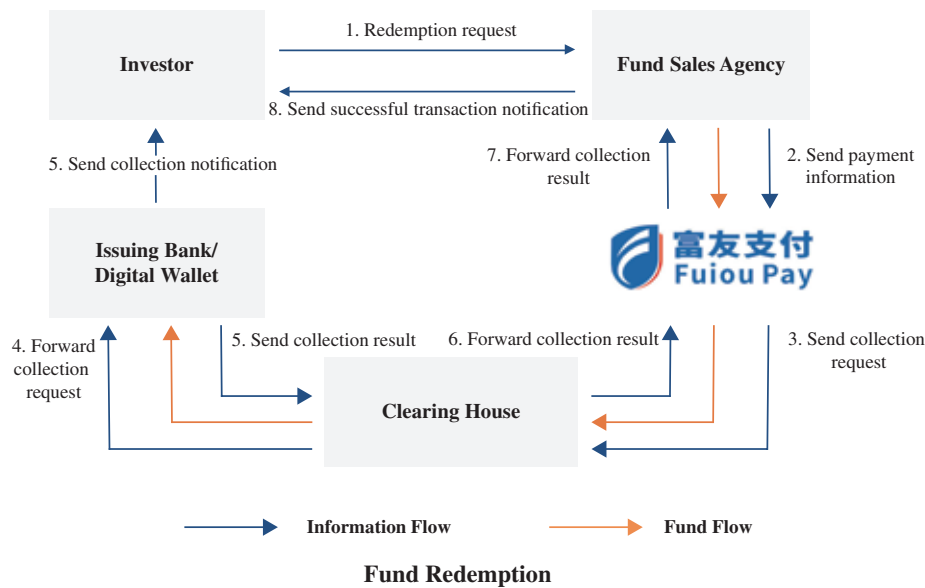 1. Redemption request
Investor
Fund Sales Agency
8. Send successful transaction notification
5. Send collection notification
7. Forward collection
result
2. Send payment
information
Issuing Bank/
Digital Wallet
富友支付
Fuiou Pay
4. Forward
collection
request
5. Send collection result
6. Forward collection result
3. Send collection
request
Clearing House
Information Flow
Fund Flow
Fund Redemption